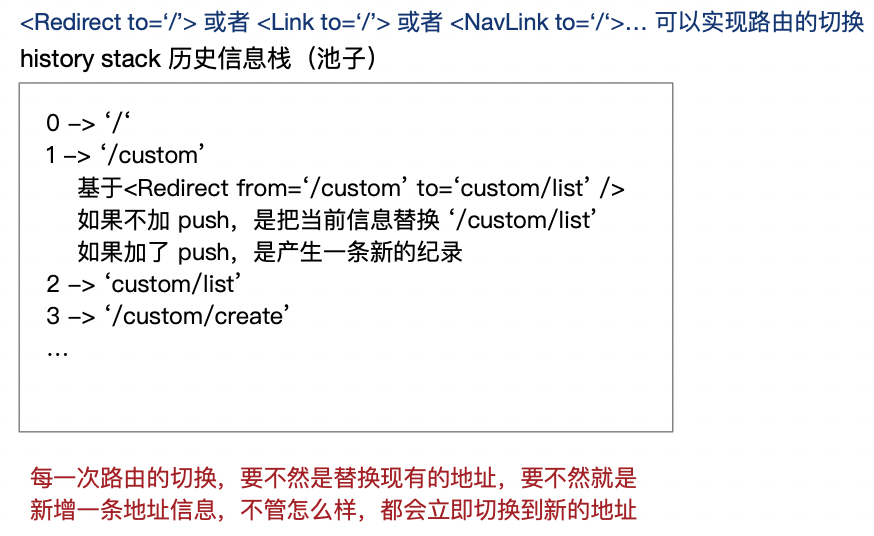 <Redirect to=‘/’> 或者 <Link to=‘/’> 或者 <NavLink to=‘/‘>… 可以实现路由的切换
history stack 历史信息栈（池子）
0 –> ‘/‘
1 –> ‘/custom’
基于<Redirect from=‘/custom’ to=‘custom/list’ />
如果不加 push，是把当前信息替换 ‘/custom/list’
如果加了 push，是产生一条新的纪录
2 –> ‘custom/list’
3 –> ‘/custom/create’
…
每一次路由的切换，要不然是替换现有的地址，要不然就是
新增一条地址信息，不管怎么样，都会立即切换到新的地址